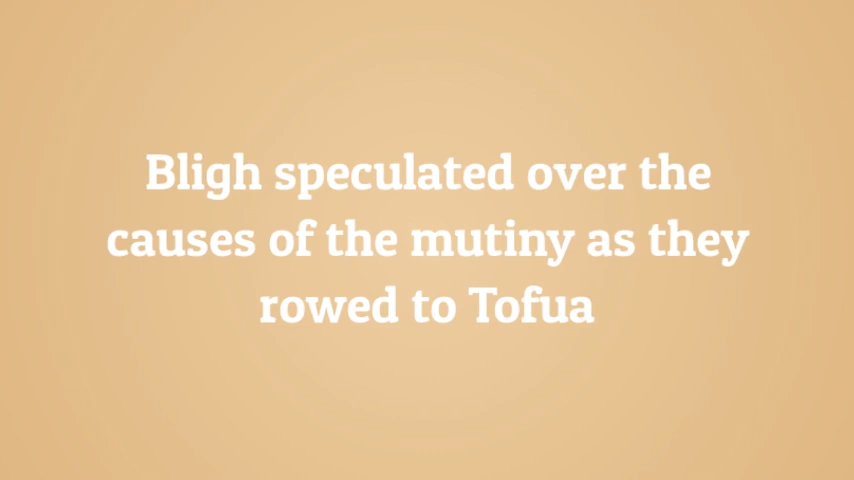 Bligh speculated over the
causes of the mutiny as they
rowed to Tofua